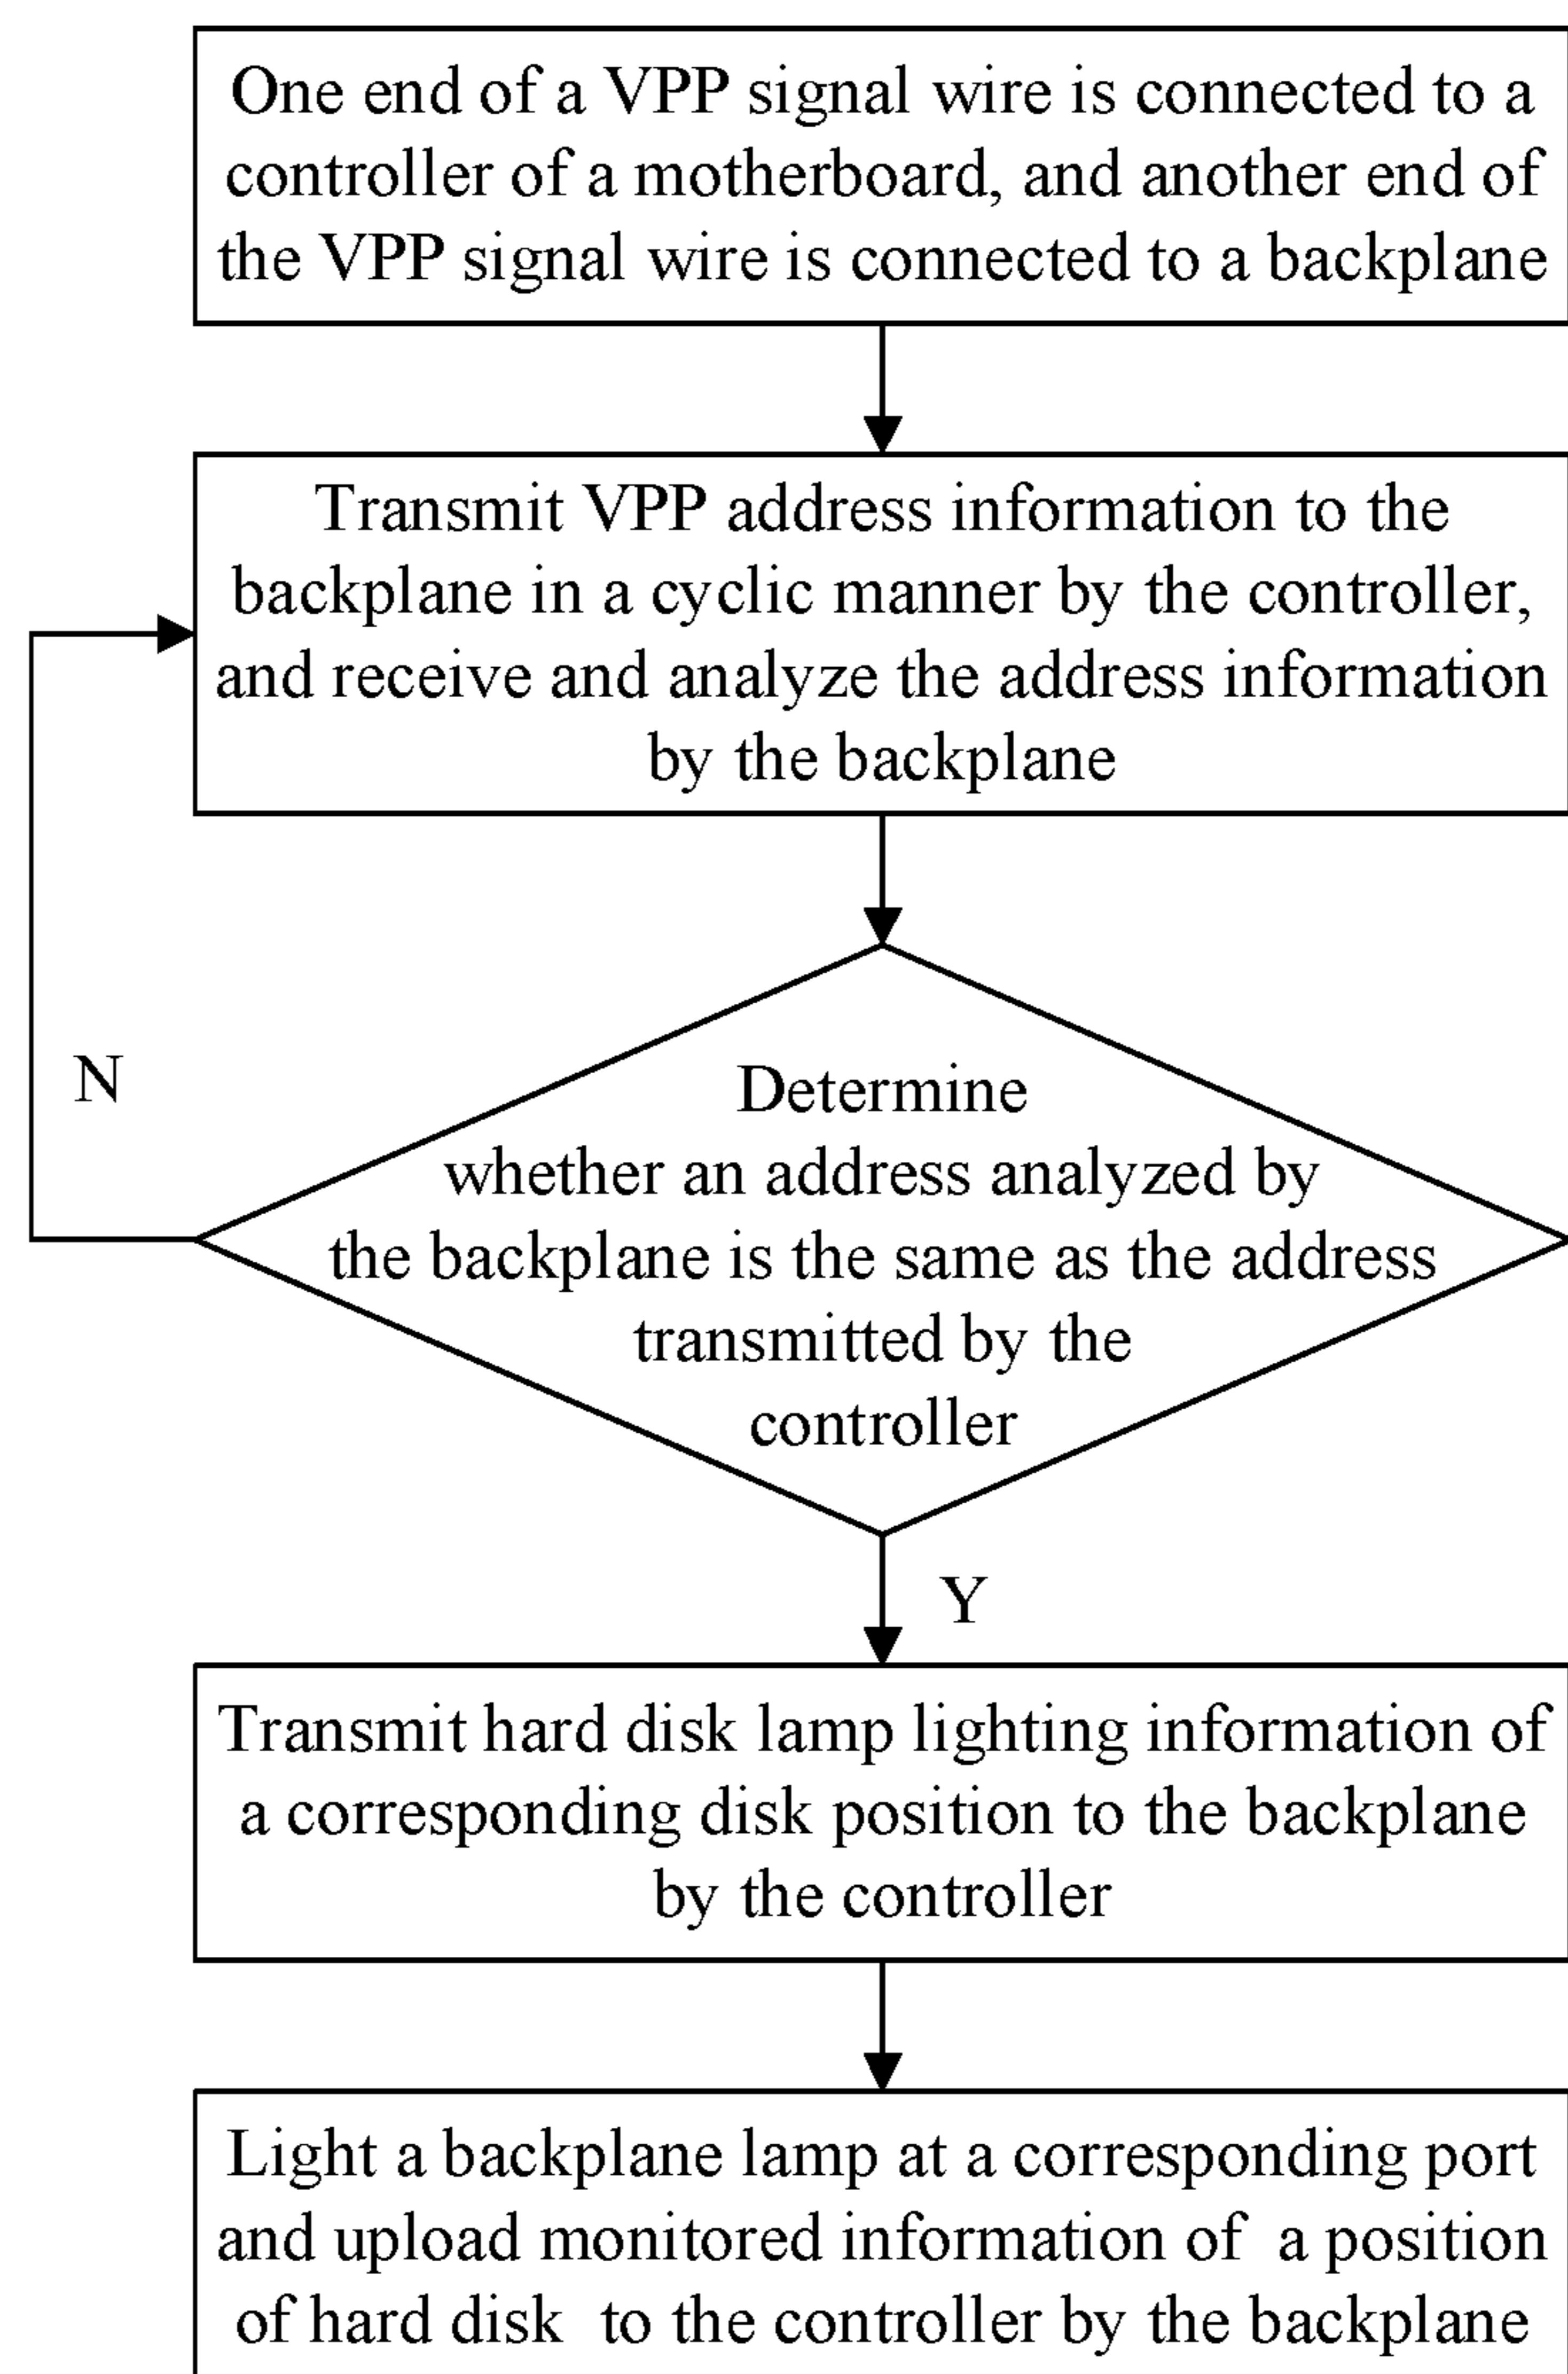 One end of a VPP signal wire is connected to a
controller of a motherboard, and another end of
the VPP signal wire is connected to a backplane
Transmit VPP address information to the
backplane in a cyclic manner by the controller,
and receive and analyze the address information
by the backplane
N
Determine
whether an address analyzed by
the backplane is the same as the address
transmitted by the
controller
Y
Transmit hard disk lamp lighting information of
a corresponding disk position to the backplane
by the controller
Light a backplane lamp at a corresponding port
and upload monitored information of a position
of hard disk to the controller by the backplane